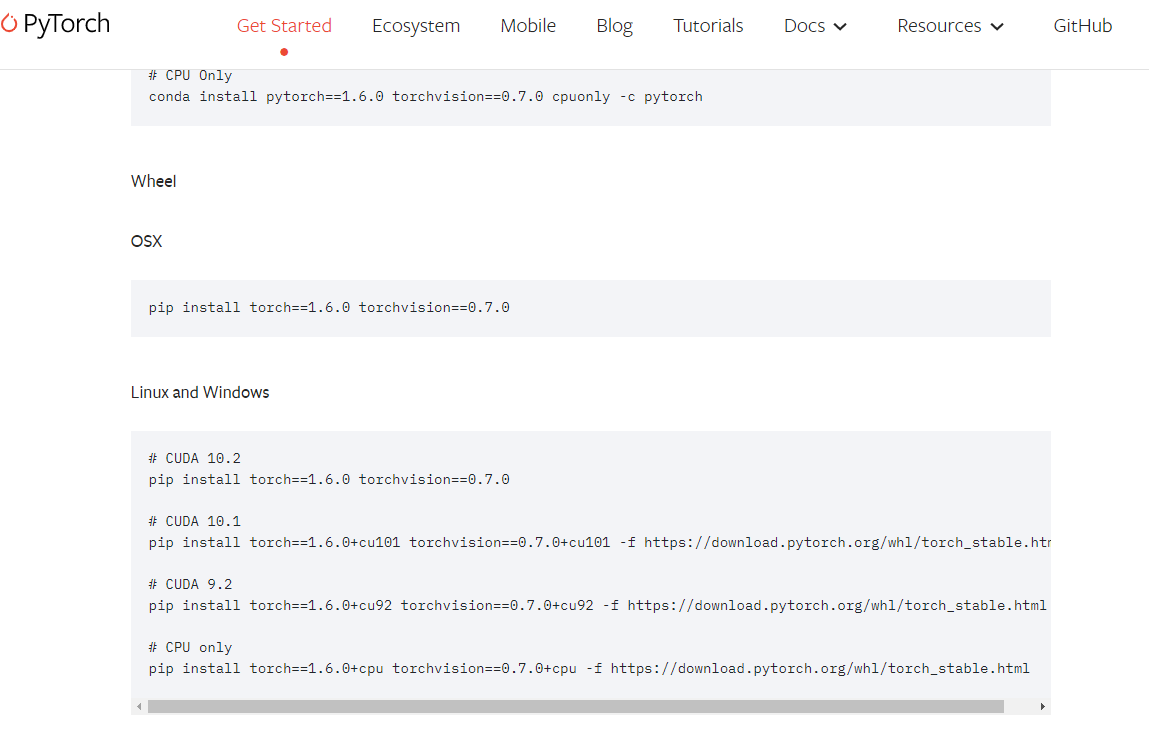 PyTorch Get Started Ecosystem Mobile Blog Tutorials Docs Resources GitHub
# CPU Only
conda install pytorch==1.6.0 torchvision==0.7.0 cpuonly -c pytorch
Wheel
OSX
pip install torch==1.6.0 torchvision==0.7.0
Linux and Windows
# CUDA 10.2
pip install torch==1.6.0 torchvision==0.7.0
# CUDA 10.1
pip install torch==1.6.0+cu101 torchvision==0.7.0+cu101 -f https://download.pytorch.org/whl/torch_stable.htm
# CUDA 9.2
pip install torch==1.6.0+cu92 torchvision==0.7.0+cu92 -f https://download.pytorch.org/whl/torch_stable.html
# CPU only
pip install torch==1.6.0+cpu torchvision==0.7.0+cpu -f https://download.pytorch.org/whl/torch_stable.html